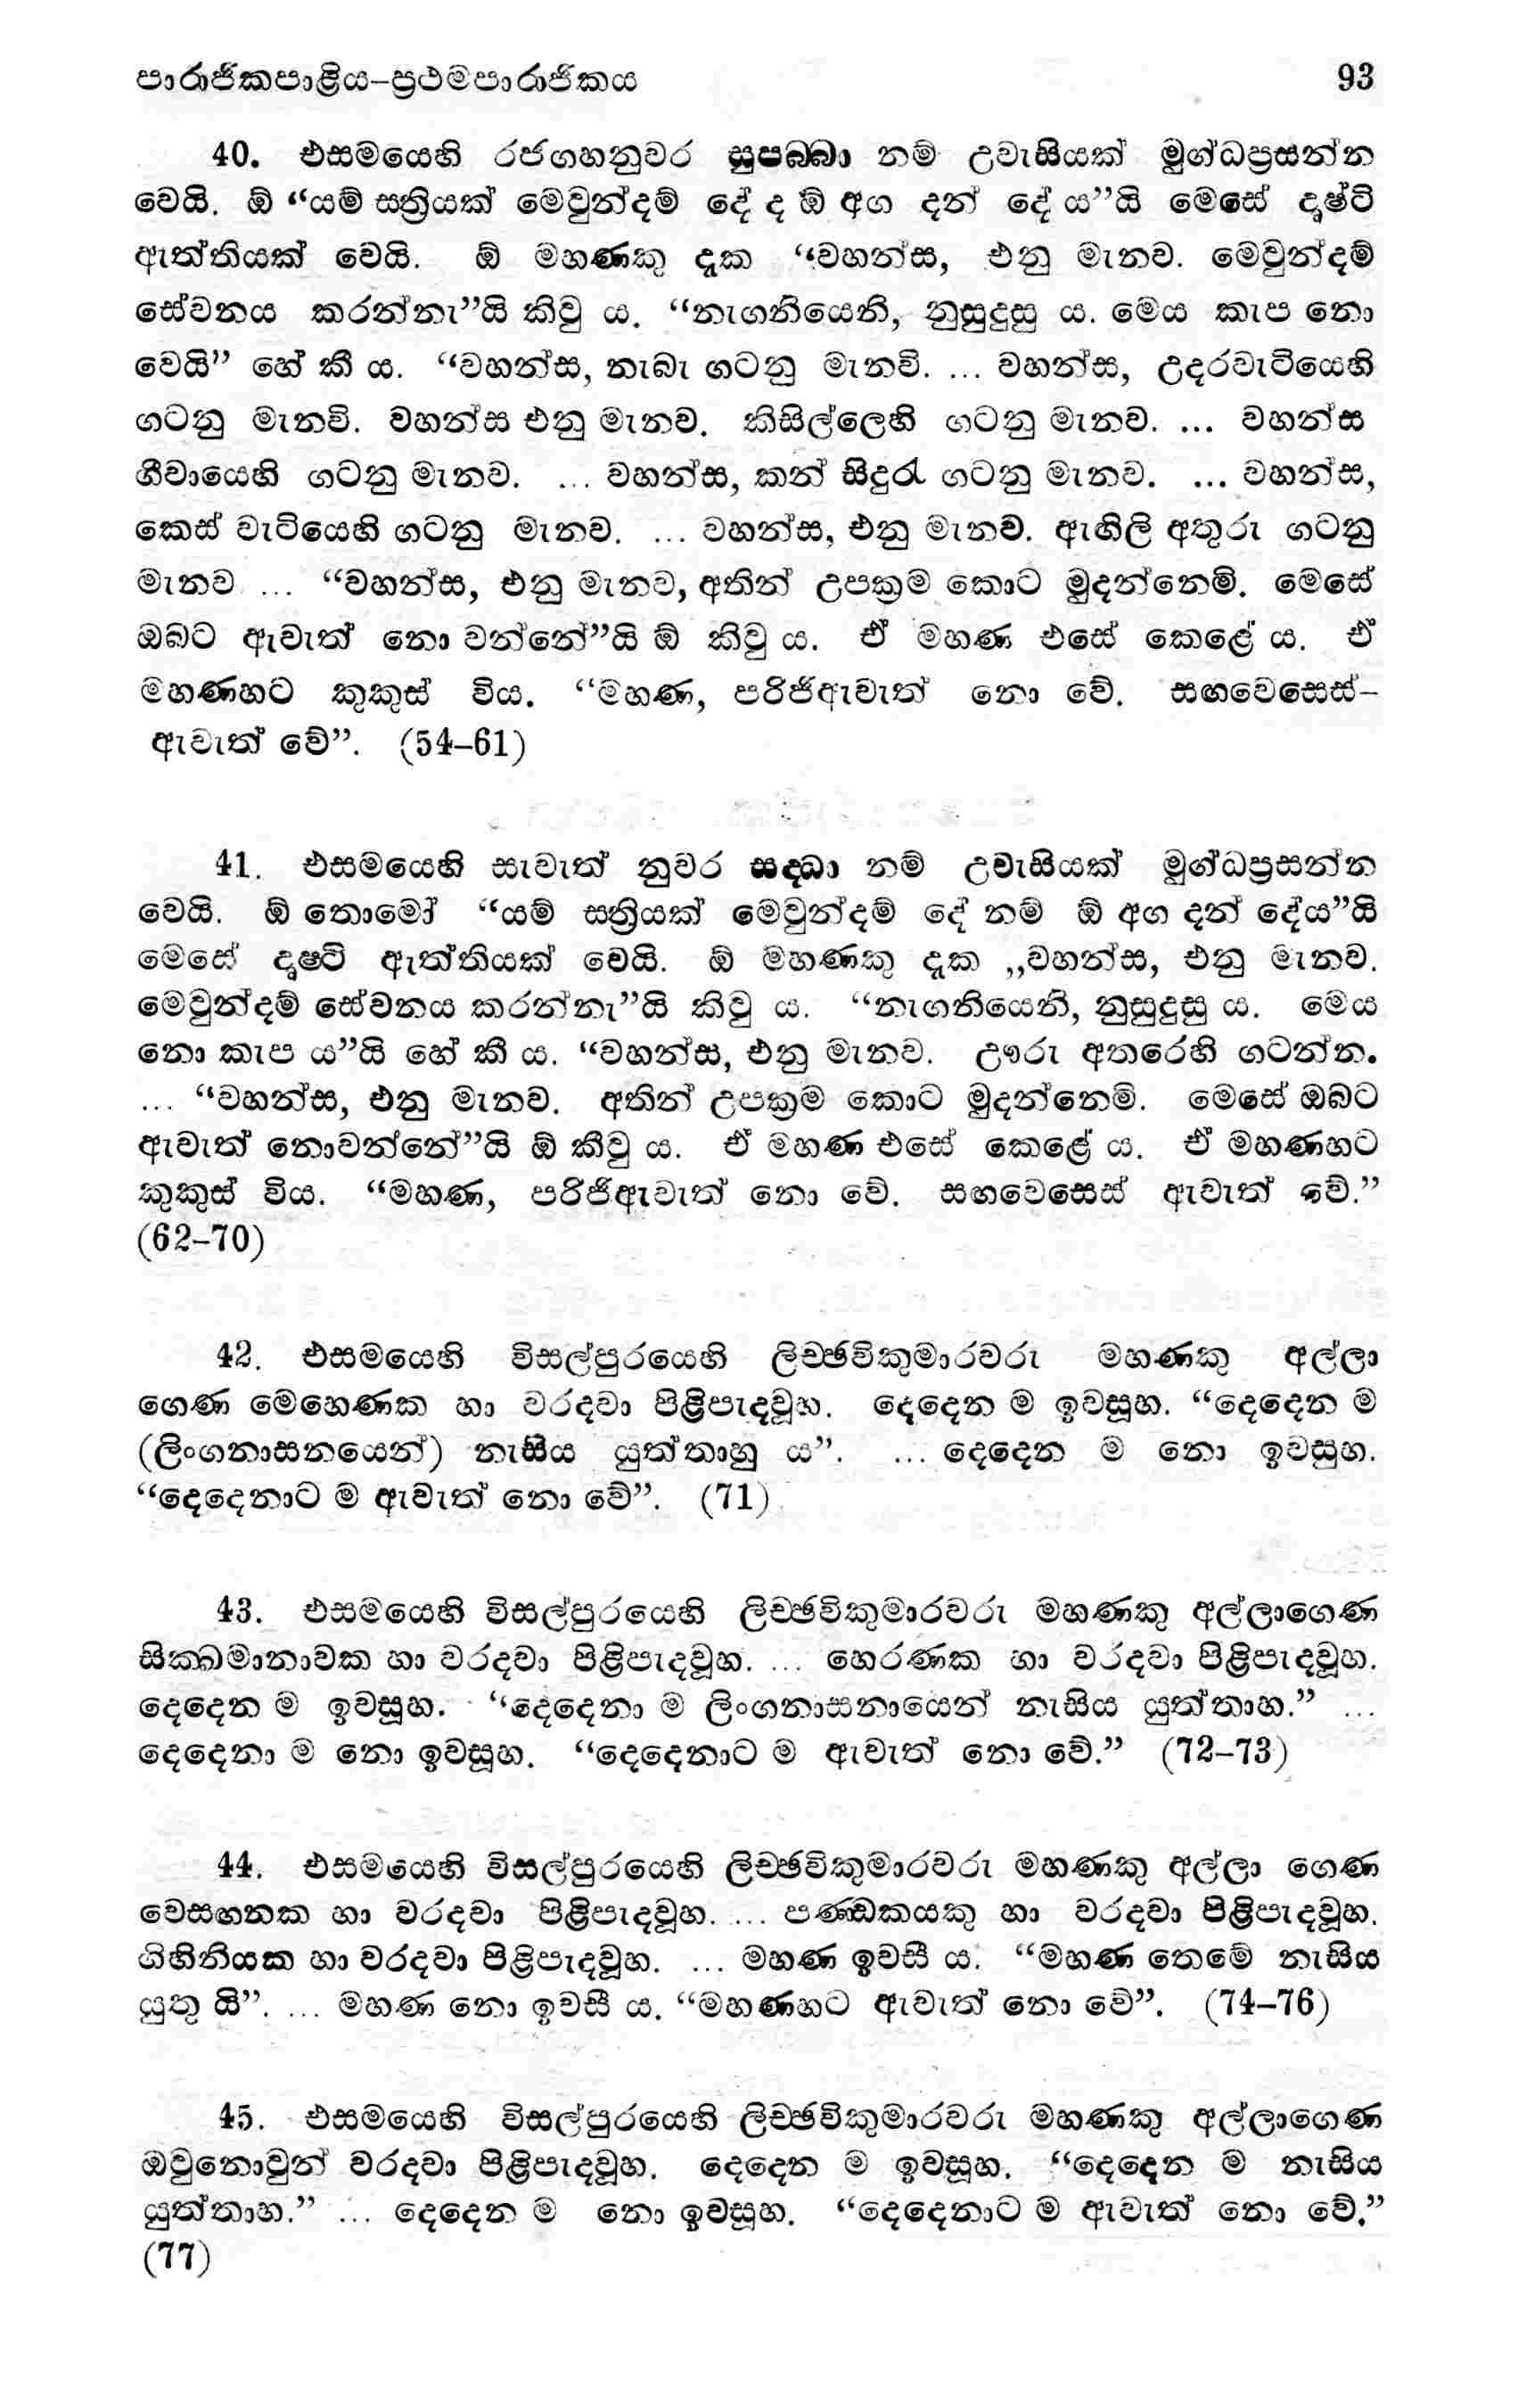 පාරාජිකපාළිය–ප්‍රථමපාරාජිකය 93
40. එසමයෙහි රජගහනුවර සුපබ්බා නම් උවැසියක් මුග්ධප්‍රසන්න
වෙයි. ඕ “යම් සත්‍රියක් මෙවුන්දම් දේ ද ඕ අග දන් දේ ය”යි මෙසේ දෘෂ්ටි
ඇත්තියක් වෙයි. ඕ මහණකු දැක “වහන්ස, එනු මැනව. මෙවුන්දම්
සේවනය කරන්නැ”යි කිවු ය. “නැගනියෙනි, නුසුදුසු ය. මෙය කැප නො
වෙයි” හේ කී ය. “වහන්ස, නැබැ ගටනු මැනවි. ... වහන්ස, උදරවැටියෙහි
ගටනු මැනවි. වහන්ස එනු මැනව. කිසිල්ලෙහි ගටනු මැනව. ... වහන්ස
ගීවායෙහි ගටනු මැනව. ... වහන්ස, කන් සිදුරැ ගටනු මැනව. ... වහන්ස,
කෙස් වැටියෙහි ගටනු මැනව. ... වහන්ස, එනු මැනව. ඇඟිලි අතුරු ගටනු
මැනව ... “වහන්ස, එනු මැනව, අතින් උපක්‍රම කොට මුදන්නෙමි. මෙසේ
ඔබට ඇවැත් නො වන්නේ”යි ඕ කිවු ය. ඒ මහණ එසේ කෙළේ ය. ඒ
මහණහට කුකුස් විය. “මහණ, පරිජිඇවැත් නො වේ. සඟවෙසෙස්–
ඇවැත් වේ”. (54–61)
41. එසමයෙහි සැවැත් නුවර සද්ධා නම් උවැසියක් මුග්ධප්‍රසන්න
වෙයි. ඕ තොමෝ “යම් සත්‍රියක් මෙවුන්දම් දේ නම් ඕ අග දන් දේය”යි
මෙසේ දෘෂ්ටි ඇත්තියක් වෙයි. ඕ මහණකු දැක ,,වහන්ස, එනු මැනව.
මෙවුන්දම් සේවනය කරන්නැ”යි කිවු ය. “නැගනියෙනි, නුසුදුසු ය. මෙය
නො කැප ය”යි හේ කී ය. “වහන්ස, එනු මැනව. ඌරු අතරෙහි ගටන්න.
... “වහන්ස, එනු මැනව. අතින් උපක්‍රම කොට මුදන්නෙමි. මෙසේ ඔබට
ඇවැත් නොවන්නේ”යි ඕ කීවු ය. ඒ මහණ එසේ කෙළේ ය. ඒ මහණහට
කුකුස් විය. “මහණ, පරිජිඇවැත් නො වේ. සඟවෙසෙස් ඇවැත් වේ.”
(62–70)
42. එසමයෙහි විසල්පුරයෙහි ලිච්ඡවිකුමාරවරු මහණකු අල්ලා
ගෙණ මෙහෙණක හා වරදවා පිළිපැදවූහ. දෙදෙන ම ඉවසූහ. “දෙදෙන ම
(ලිංගනාසනයෙන්) නැසිය යුත්තාහු ය”. ... දෙදෙන ම නො ඉවසුහ.
“දෙදෙනාට ම ඇවැත් නො වේ”. (71)
43. එසමයෙහි විසල්පුරයෙහි ලිච්ඡවිකුමාරවරු මහණකු අල්ලාගෙණ
සික්ඛමානාවක හා වරදවා පිළිපැදවූහ. ... හෙරණක හා වරදවා පිළිපැදවූහ.
දෙදෙන ම ඉවසූහ. “දෙදෙනා ම ලිංගනාසනායෙන් නැසිය යුත්තාහ.” ...
දෙදෙනා ම නො ඉවසූහ. “දෙදෙනාට ම ඇවැත් නො වේ.” (72–73)
44. එසමයෙහි විසල්පුරයෙහි ලිච්ඡවිකුමාරවරු මහණකු අල්ලා ගෙණ
වෙසඟනක හා වරදවා පිළිපැදවූහ. ... පණ්ඩකයකු හා වරදවා පිළිපැදවූහ.
ගිහිනියක හා වරදවා පිළිපැදවූහ. ... මහණ ඉවසී ය. “මහණ තෙමේ නැසිය
යුතු යි”. ... මහණ නො ඉවසී ය. “මහණහට ඇවැත් නො වේ”. (74–76)
45. එසමයෙහි විසල්පුරයෙහි ලිච්ඡවිකුමාරවරු මහණකු අල්ලාගෙණ
ඔවුනොවුන් වරදවා පිළිපැදවූහ. දෙදෙන ම ඉවසූහ. “දෙදෙන ම නැසිය
යුත්තාහ.” ... දෙදෙන ම නො ඉවසූහ. “දෙදෙනාට ම ඇවැත් නො වේ.”
(77)